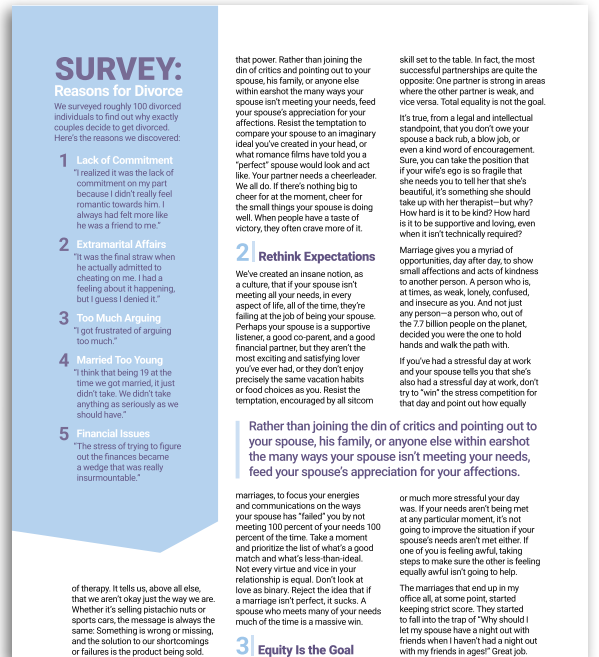 SURVEY:
Reasons for Divorce
We surveyed roughly 100 divorced
individuals to find out why exactly
couples decide to get divorced.
Here's the reasons we discovered:
1 Lack of Commitment
"I realized it was the lack of
commitment on my part
because I didn't really feel
romantic towards him. I
always had felt more like
he was a friend to me."
2 Extramarital Affairs
"It was the final straw when
he actually admitted to
cheating on me. I had a
feeling about it happening,
but I guess I denied it."
3 Too Much Arguing
"I got frustrated of arguing
too much."
4 Married Too Young
"I think that being 19 at the
time we got married, it just
didn't take. We didn't take
anything as seriously as we
should have."
5 Financial Issues
"The stress of trying to figure
out the finances became
a wedge that was really
insurmountable."
of therapy. It tells us, above all else,
that we aren't okay just the way we are.
Whether it's selling pistachio nuts or
sports cars, the message is always the
same: Something is wrong or missing,
and the solution to our shortcomings
or failures is the product being sold.
that power. Rather than joining the
din of critics and pointing out to your
spouse, his family, or anyone else
within earshot the many ways your
spouse isn't meeting your needs, feed
your spouse's appreciation for your
affections. Resist the temptation to
compare your spouse to an imaginary
ideal you've created in your head, or
what romance films have told you a
"perfect" spouse would look and act
like. Your partner needs a cheerleader.
We all do. If there's nothing big to
cheer for at the moment, cheer for
the small things your spouse is doing
well. When people have a taste of
victory, they often crave more of it.
2 Rethink Expectations
We've created an insane notion, as
a culture, that if your spouse isn't
meeting all your needs, in every
aspect of life, all of the time, they're
failing at the job of being your spouse.
Perhaps your spouse is a supportive
listener, a good co-parent, and a good
financial partner, but they aren't the
most exciting and satisfying lover
you've ever had, or they don't enjoy
precisely the same vacation habits
or food choices as you. Resist the
temptation, encouraged by all sitcom
Rather than joining the din of critics and pointing out to
your spouse, his family, or anyone else within earshot
the many ways your spouse isn't meeting your needs,
feed your spouse's appreciation for your affections.
marriages, to focus your energies
and communications on the ways
your spouse has "failed" you by not
meeting 100 percent of your needs 100
percent of the time. Take a moment
and prioritize the list of what's a good
match and what's less-than-ideal.
Not every virtue and vice in your
relationship is equal. Don't look at
love as binary. Reject the idea that if
a marriage isn't perfect, it sucks. A
spouse who meets many of your needs
much of the time is a massive win.
3 Equity Is the Goal
skill set to the table. In fact, the most
successful partnerships are quite the
opposite: One partner is strong in areas
where the other partner is weak, and
vice versa. Total equality is not the goal.
It's true, from a legal and intellectual
standpoint, that you don't owe your
spouse a back rub, a blow job, or
even a kind word of encouragement.
Sure, you can take the position that
if your wife's ego is so fragile that
she needs you to tell her that she's
beautiful, it's something she should
take up with her therapist—but why?
How hard is it to be kind? How hard
is it to be supportive and loving, even
when it isn't technically required?
Marriage gives you a myriad of
opportunities, day after day, to show
small affections and acts of kindness
to another person. A person who is,
at times, as weak, lonely, confused,
and insecure as you. And not just
any person—a person who, out of
the 7.7 billion people on the planet,
decided you were the one to hold
hands and walk the path with.
If you've had a stressful day at work
and your spouse tells you that she's
also had a stressful day at work, don't
try to "win" the stress competition for
that day and point out how equally
or much more stressful your day
was. If your needs aren't being met
at any particular moment, it's not
going to improve the situation if your
spouse's needs aren't met either. If
one of you is feeling awful, taking
steps to make sure the other is feeling
equally awful isn't going to help.
The marriages that end up in my
office all, at some point, started
keeping strict score. They started
to fall into the trap of "Why should I
let my spouse have a night out with
friends when I haven't had a night out
with my friends in ages!" Great job.